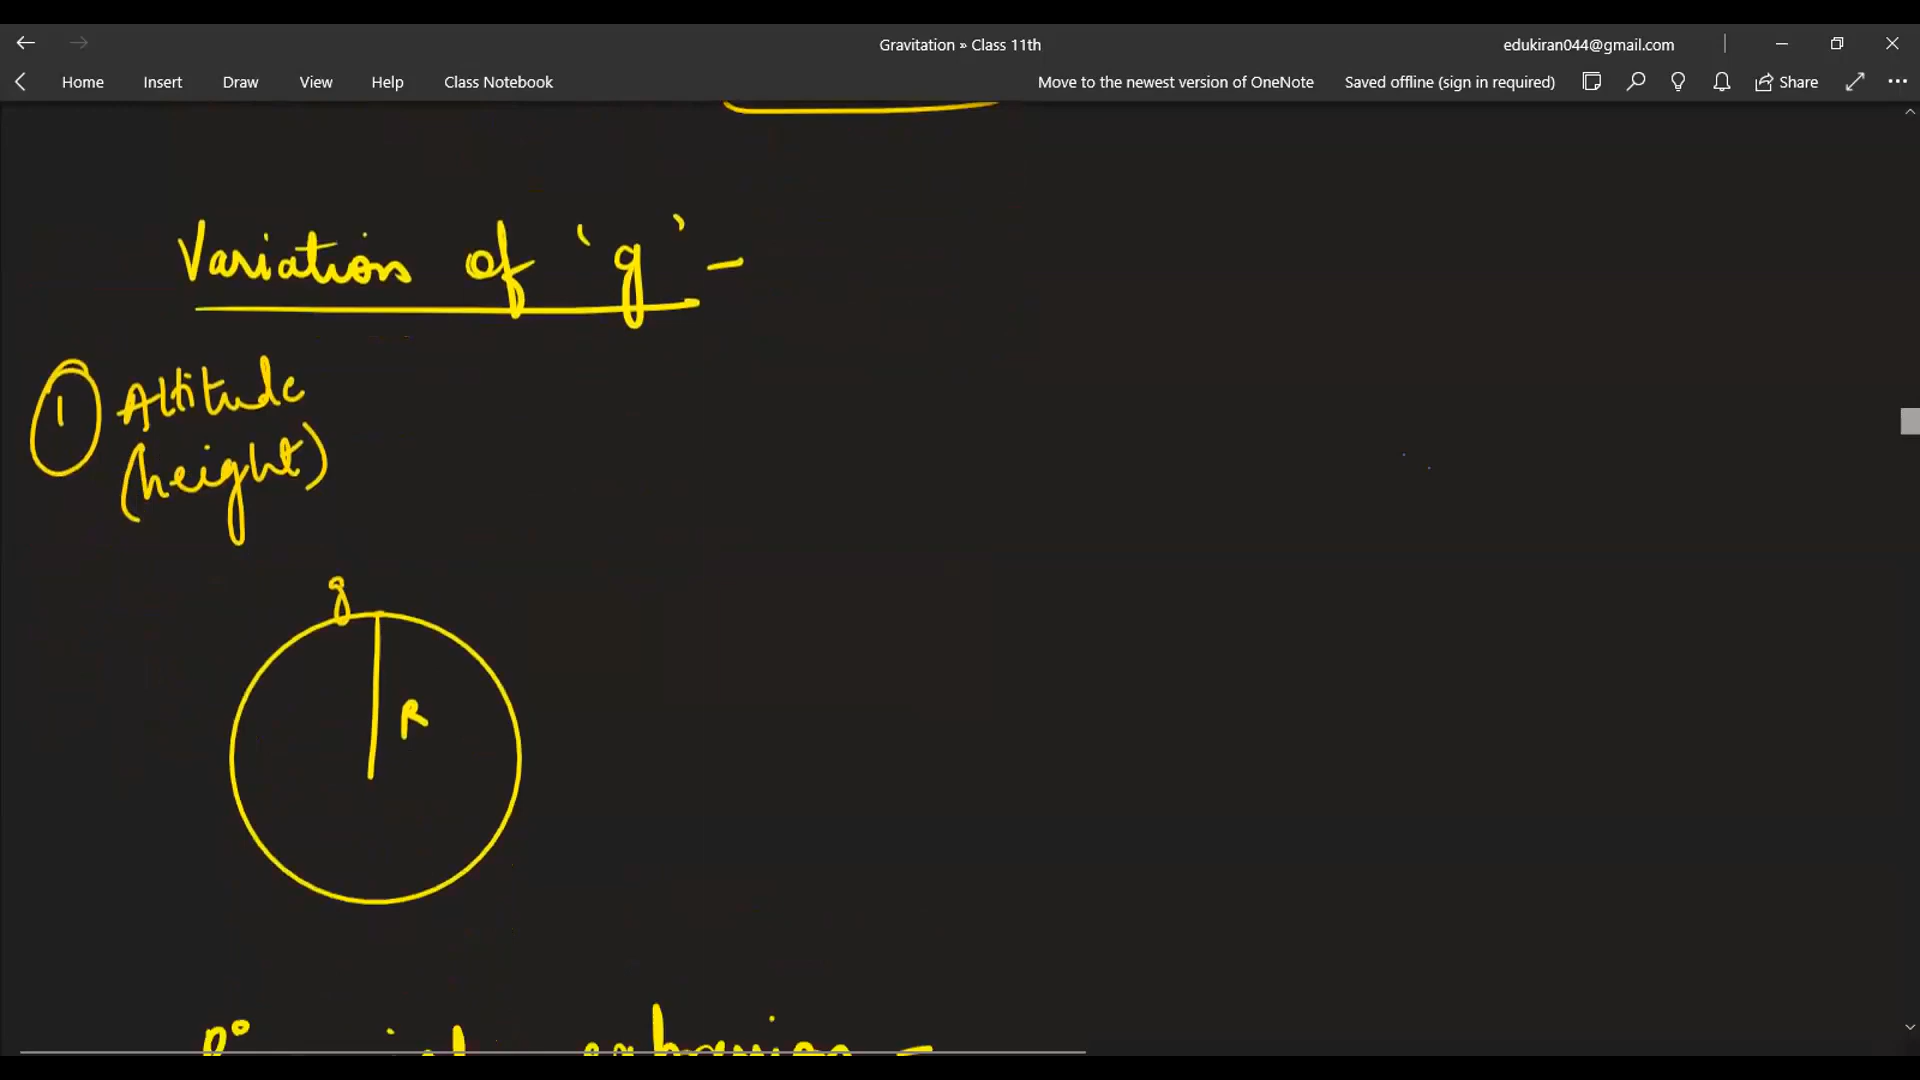 Gravitation » Class 11th
edukiran044@gmail.com
Home Insert Draw View Help Class Notebook
Move to the newest version of OneNote Saved offline (sign in required) Share
Variation of 'g' -
1 Altitude
(height)
g
R